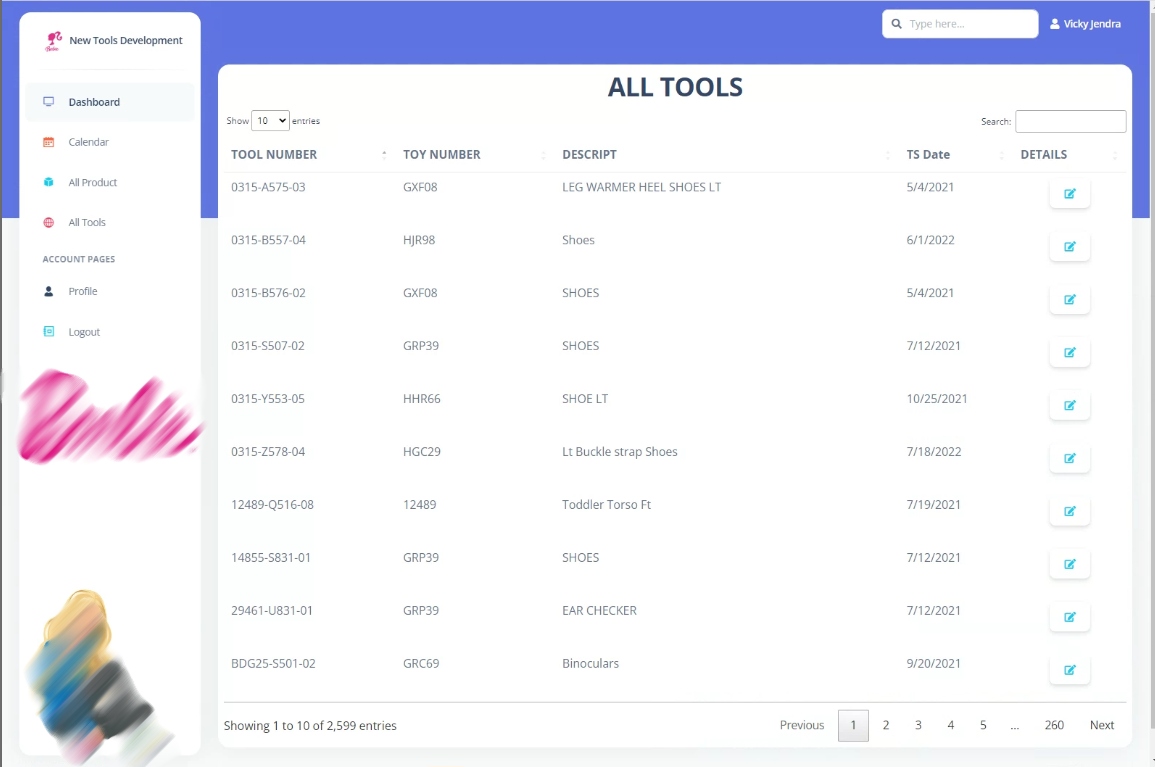 New Tools Development
Type here...
Vicky Jendra
Dashboard
Calendar
All Product
All Tools
ACCOUNT PAGES
Profile
Logout
ALL TOOLS
Show 10 entries
Search:
TOOL NUMBER TOY NUMBER DESCRIPT TS Date DETAILS
0315-A575-03 GXF08 LEG WARMER HEEL SHOES LT 5/4/2021
0315-B557-04 HJR98 Shoes 6/1/2022
0315-B576-02 GXF08 SHOES 5/4/2021
0315-S507-02 GRP39 SHOES 7/12/2021
0315-Y553-05 HHR66 SHOE LT 10/25/2021
0315-Z578-04 HGC29 Lt Buckle strap Shoes 7/18/2022
12489-Q516-08 12489 Toddler Torso Ft 7/19/2021
14855-S831-01 GRP39 SHOES 7/12/2021
29461-U831-01 GRP39 EAR CHECKER 7/12/2021
BDG25-S501-02 GRC69 Binoculars 9/20/2021
Showing 1 to 10 of 2,599 entries
Previous 1 2 3 4 5 ... 260 Next